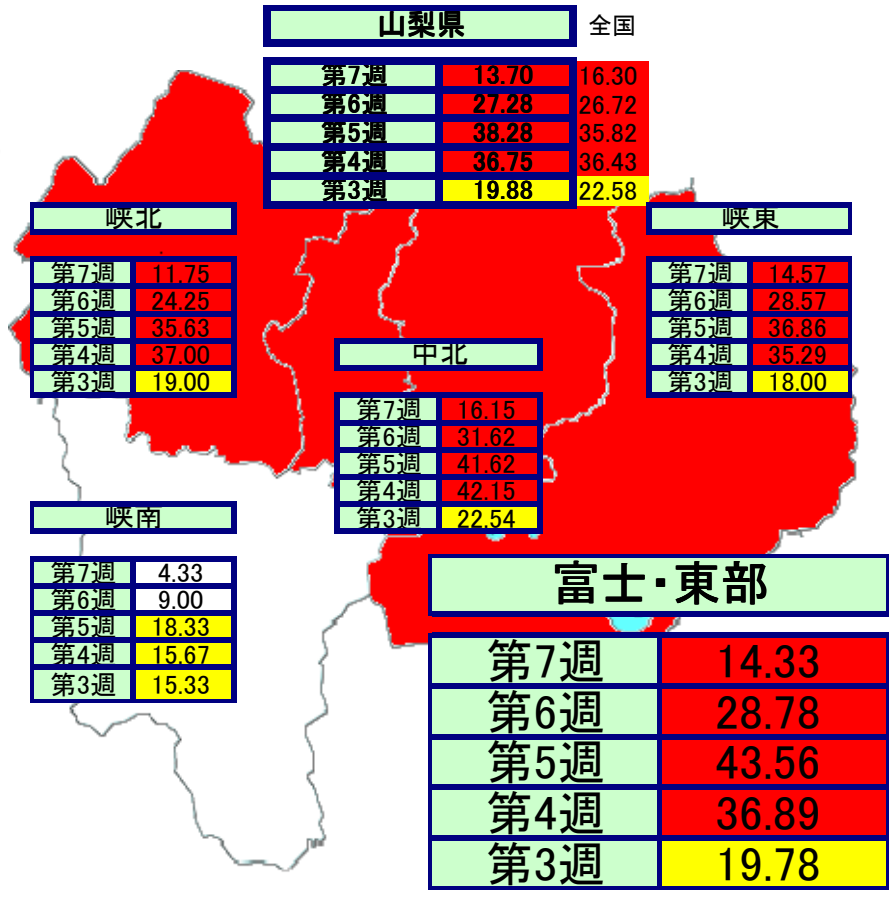 山梨県 全国
第7週 13.70 16.30
第6週 27.28 26.72
第5週 38.28 35.82
第4週 36.75 36.43
第3週 19.88 22.58
峡北
第7週 11.75
第6週 24.25
第5週 35.63
第4週 37.00
第3週 19.00
峡東
第7週 14.57
第6週 28.57
第5週 36.86
第4週 35.29
第3週 18.00
中北
第7週 16.15
第6週 31.62
第5週 41.62
第4週 42.15
第3週 22.54
峡南
第7週 4.33
第6週 9.00
第5週 18.33
第4週 15.67
第3週 15.33
富士・東部
第7週 14.33
第6週 28.78
第5週 43.56
第4週 36.89
第3週 19.78